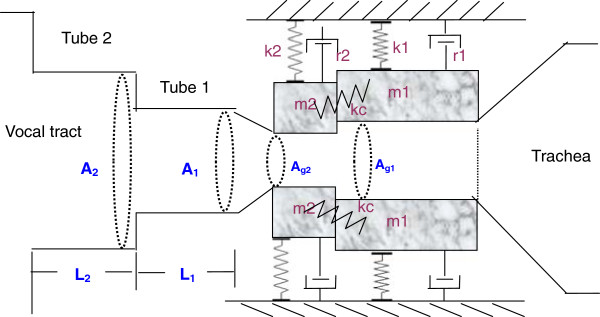 Tube 2
k2
r2
k1
r1
Tube 1
m2
kc
m1
Vocal tract
A2
A1
Ag2
Ag1
Trachea
m2
kc
m1
L2
L1